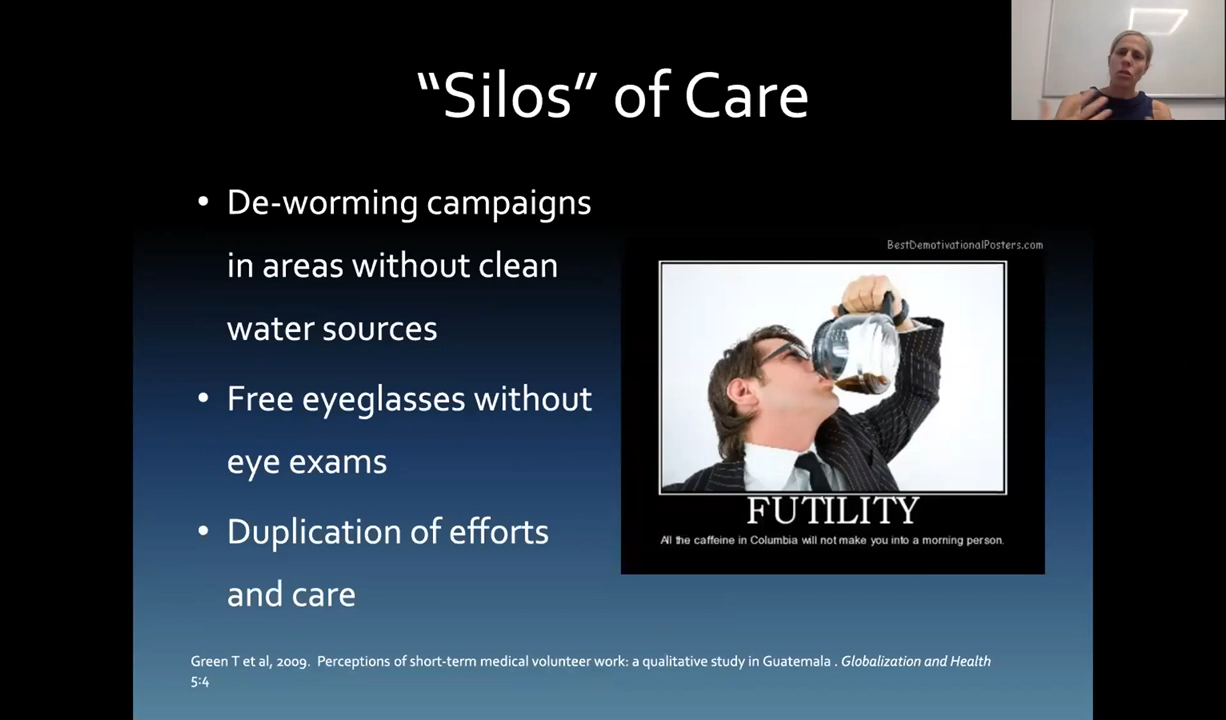 “Silos” of Care
• De-worming campaigns
in areas without clean
water sources
• Free eyeglasses without
eye exams
• Duplication of efforts
and care
BestDemotivationalPosters.com
FUTILITY
All the caffeine in Columbia will not make you into a morning person.
Green T et al, 2009. Perceptions of short-term medical volunteer work: a qualitative study in Guatemala . Globalization and Health
5:4